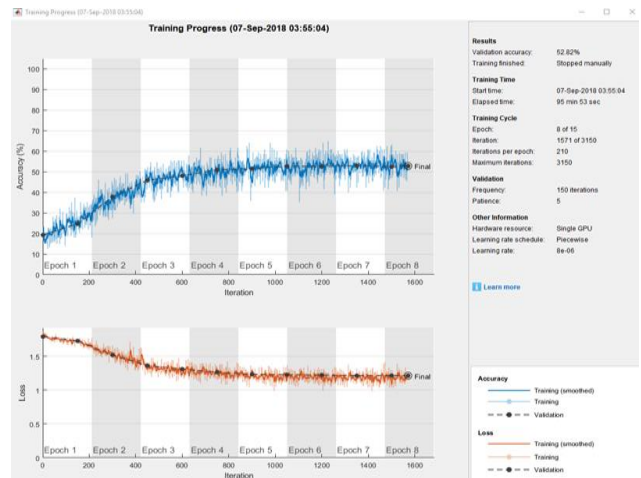 Training Progress (07-Sep-2018 03:55:04)
Training Progress (07-Sep-2018 03:55:04)
100
90
80
70
60
50
40
30
20
10
0
Accuracy (%)
Final
Epoch 1 Epoch 2 Epoch 3 Epoch 4 Epoch 5 Epoch 6 Epoch 7 Epoch 8
0 200 400 600 800 1000 1200 1400 1600
Iteration
1.5
1
0.5
0
Loss
Final
Epoch 1 Epoch 2 Epoch 3 Epoch 4 Epoch 5 Epoch 6 Epoch 7 Epoch 8
0 200 400 600 800 1000 1200 1400 1600
Iteration
Results
Validation accuracy: 52.82%
Training finished: Stopped manually
Training Time
Start time: 07-Sep-2018 03:55:04
Elapsed time: 95 min 53 sec
Training Cycle
Epoch: 8 of 15
Iteration: 1571 of 3150
Iterations per epoch: 210
Maximum iterations: 3150
Validation
Frequency: 150 iterations
Patience: 5
Other Information
Hardware resource: Single GPU
Learning rate schedule: Piecewise
Learning rate: 8e-06
i Learn more
Accuracy
Training (smoothed)
Training
Validation
Loss
Training (smoothed)
Training
Validation